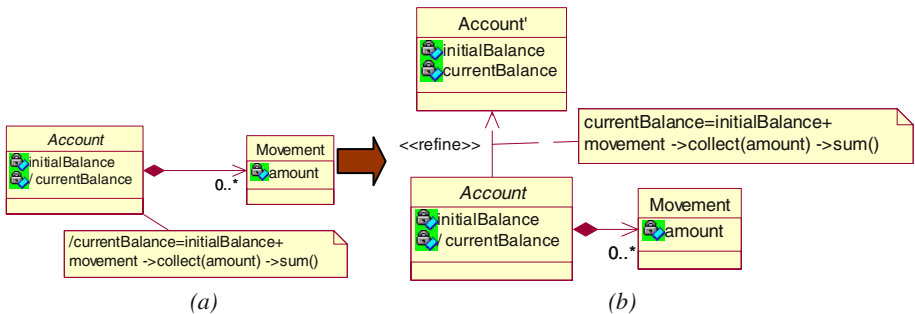 Account
initialBalance
/ currentBalance
Movement
amount
0..*
/currentBalance=initialBalance+
movement ->collect(amount) ->sum()
(a)
Account'
initialBalance
currentBalance
<<refine>>
currentBalance=initialBalance+
movement ->collect(amount) ->sum()
Account
initialBalance
/ currentBalance
Movement
amount
0..*
(b)